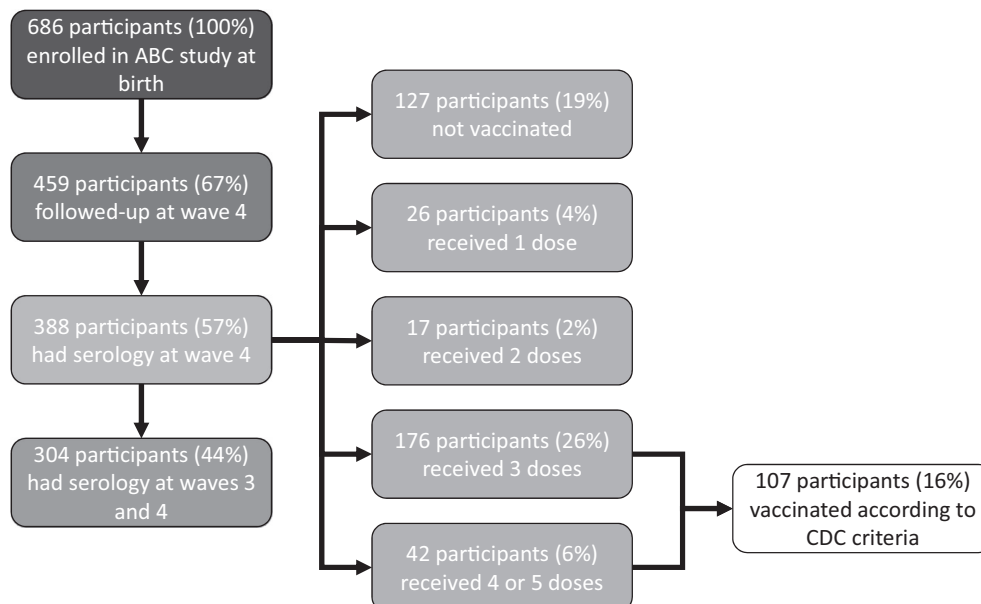 686 participants (100%)
enrolled in ABC study at
birth
459 participants (67%)
followed-up at wave 4
388 participants (57%)
had serology at wave 4
304 participants (44%)
had serology at waves 3
and 4
127 participants (19%)
not vaccinated
26 participants (4%)
received 1 dose
17 participants (2%)
received 2 doses
176 participants (26%)
received 3 doses
42 participants (6%)
received 4 or 5 doses
107 participants (16%)
vaccinated according to
CDC criteria